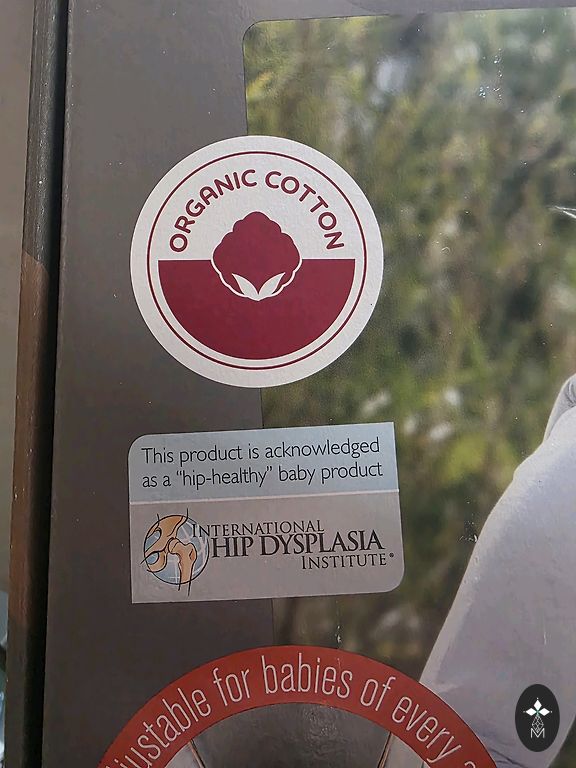 ORGANIC COTTON
This product is acknowledged
as a "hip-healthy" baby product
INTERNATIONAL
HIP DYSPLASIA
INSTITUTE®
for babies of every
M